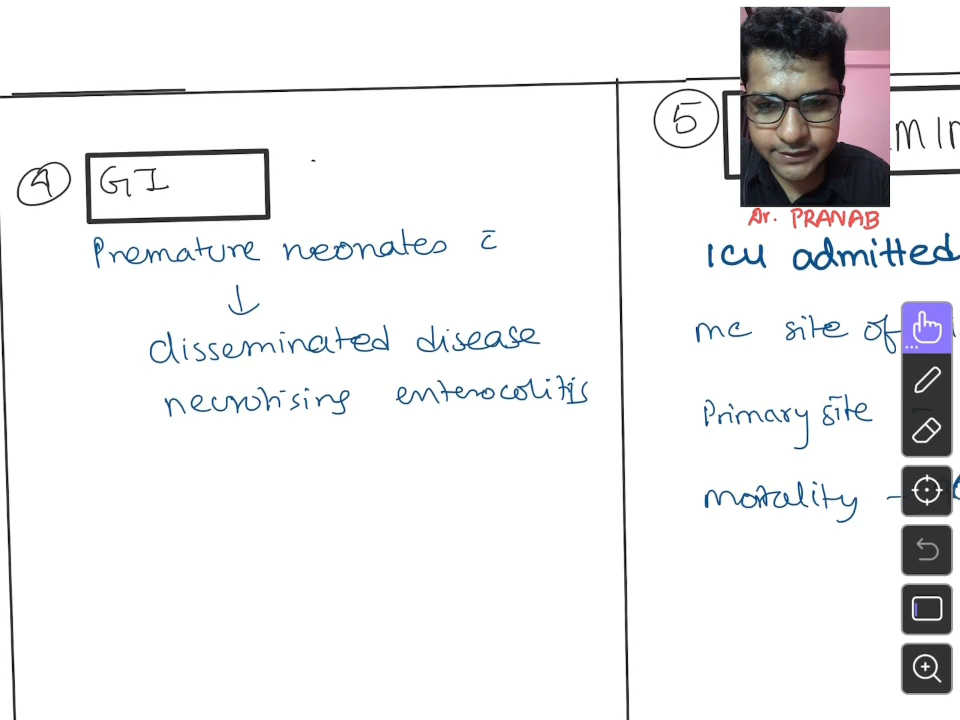 4 GI
Premature neonates c̄
↓
disseminated disease
necrotising enterocolitis
5
Dr. PRANAB
ICU admitted
mc site of
Primary site
mortality -